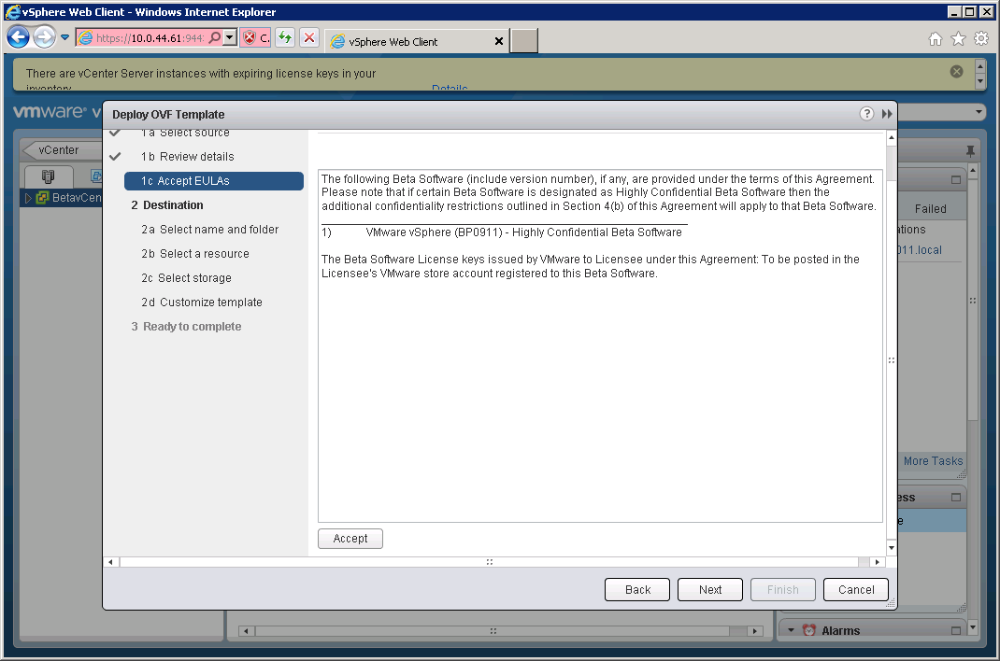 vSphere Web Client - Windows Internet Explorer
https://10.0.44.61:944
C.
vSphere Web Client
There are vCenter Server instances with expiring license keys in your
inventory.
Details
vmware® v
Deploy OVF Template
vCenter
BetavCen
1a Select source
1b Review details
1c Accept EULAs
2 Destination
2a Select name and folder
2b Select a resource
2c Select storage
2d Customize template
3 Ready to complete
The following Beta Software (include version number), if any, are provided under the terms of this Agreement.
Please note that if certain Beta Software is designated as Highly Confidential Beta Software then the
additional confidentiality restrictions outlined in Section 4(b) of this Agreement will apply to that Beta Software.
1) VMware vSphere (BP0911) - Highly Confidential Beta Software
The Beta Software License keys issued by VMware to Licensee under this Agreement: To be posted in the
Licensee's VMware store account registered to this Beta Software.
Accept
Back
Next
Finish
Cancel
Failed
ations
011.local
More Tasks
ess
e
Alarms